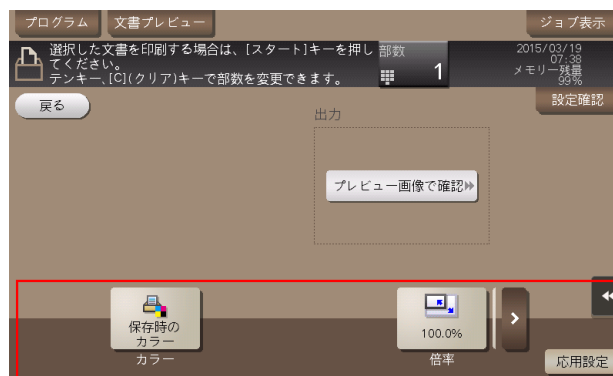 プログラム
文書プレビュー
ジョブ表示
選択した文書を印刷する場合は、[スタート]キーを押し
てください。
テンキー、[C](クリア)キーで部数を変更できます。
部数
1
2015/03/19
07:38
メモリー残量
99%
戻る
設定確認
出力
プレビュー画像で確認
保存時の
カラー
カラー
100.0%
倍率
応用設定